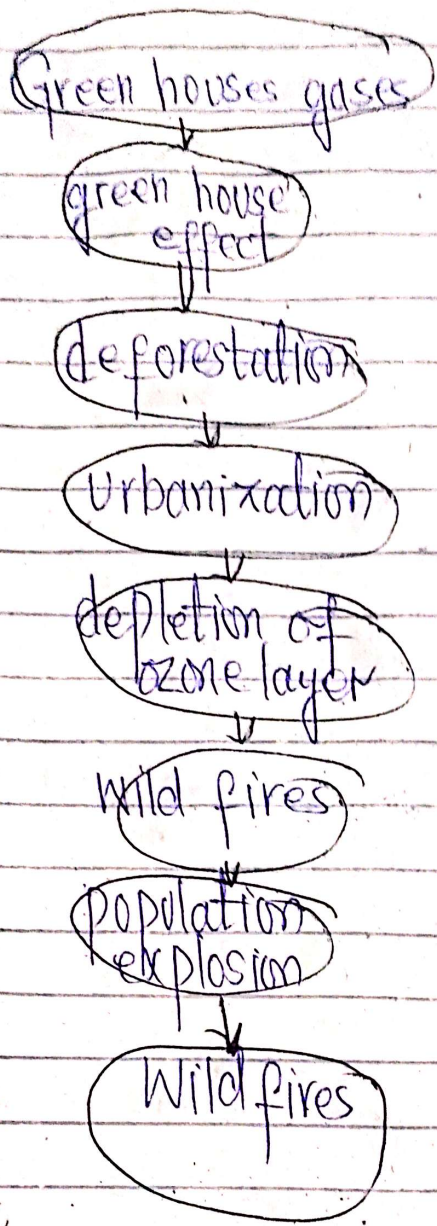 Green houses gases
green house
effect
deforestation
urbanization
depletion of
ozone layer
Wild fires
population
explosion
Wild fires